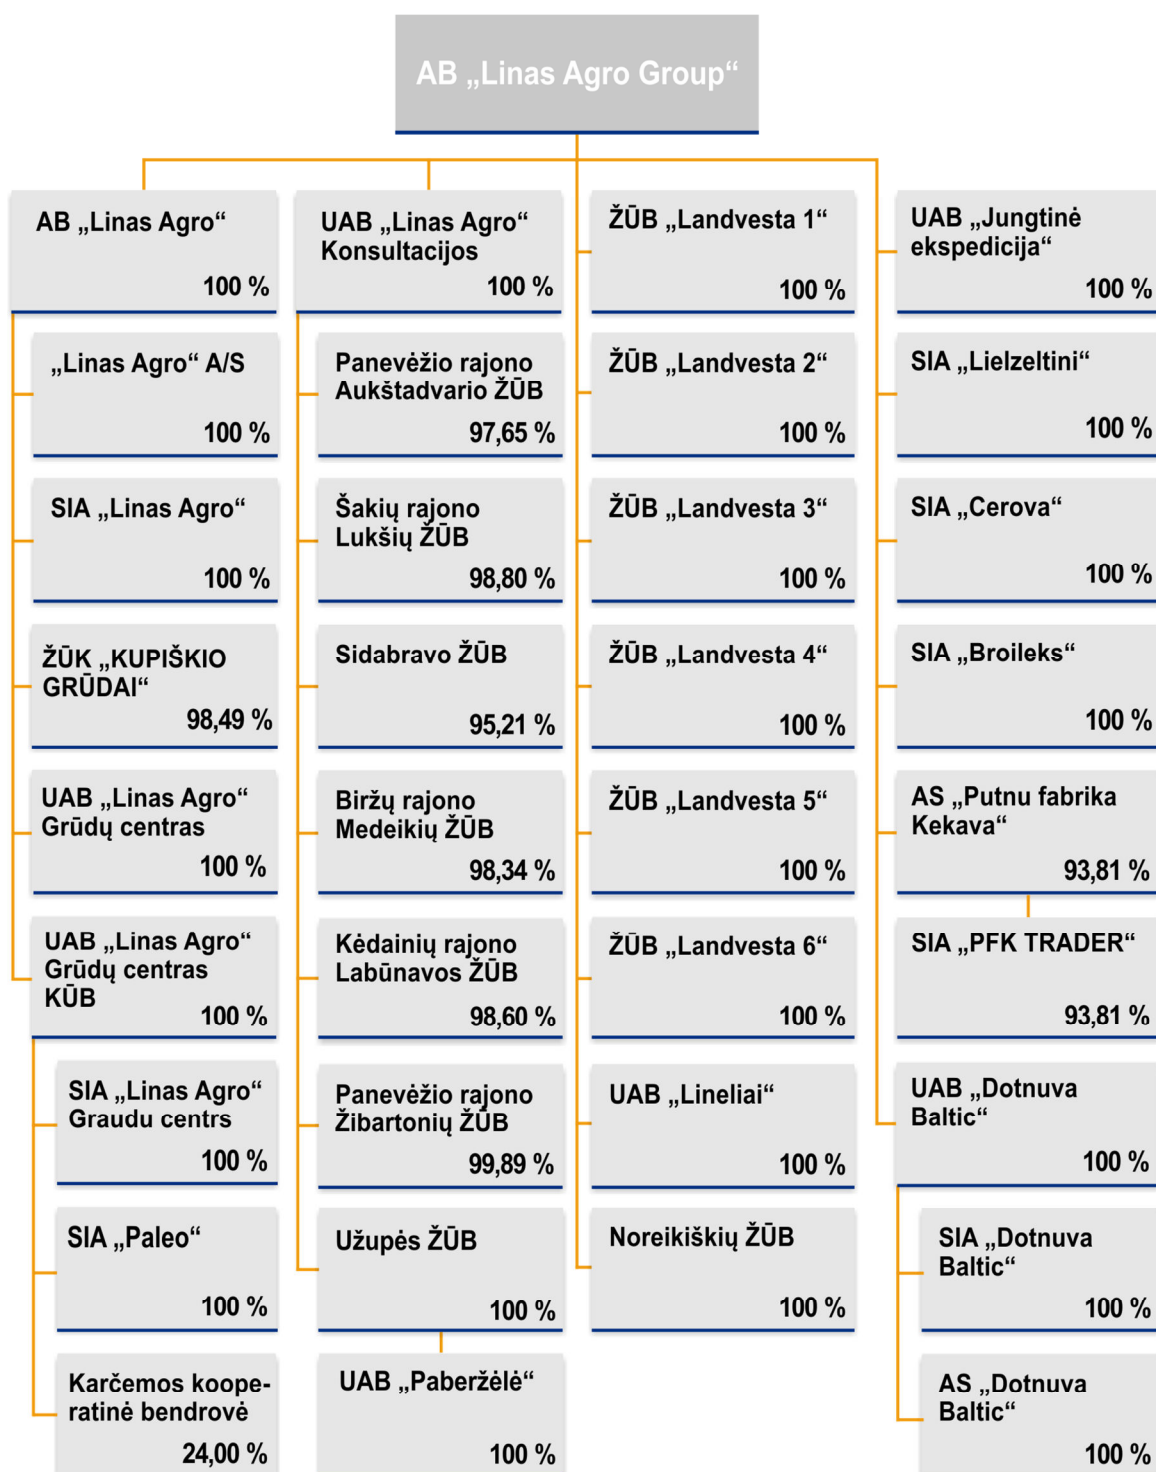 AB „Linas Agro Group“
AB „Linas Agro“
100 %
„Linas Agro“ A/S
100 %
SIA „Linas Agro“
100 %
ŽŪK „KUPIŠKIO
GRŪDAI“
98,49 %
UAB „Linas Agro“
Grūdų centras
100 %
UAB „Linas Agro“
Grūdų centras
KŪB
100 %
SIA „Linas Agro“
Graudu centrs
100 %
SIA „Paleo“
100 %
Karčemos koope-
ratinė bendrovė
24,00 %
UAB „Linas Agro“
Konsultacijos
100 %
Panevėžio rajono
Aukštadvario ŽŪB
97,65 %
Šakių rajono
Lukšių ŽŪB
98,80 %
Sidabravo ŽŪB
95,21 %
Biržų rajono
Medeikių ŽŪB
98,34 %
Kėdainių rajono
Labūnavos ŽŪB
98,60 %
Panevėžio rajono
Žibartonių ŽŪB
99,89 %
Užupės ŽŪB
100 %
UAB „Paberžėlė“
100 %
ŽŪB „Landvesta 1“
100 %
ŽŪB „Landvesta 2“
100 %
ŽŪB „Landvesta 3“
100 %
ŽŪB „Landvesta 4“
100 %
ŽŪB „Landvesta 5“
100 %
ŽŪB „Landvesta 6“
100 %
UAB „Lineliai“
100 %
Noreikiškių ŽŪB
100 %
UAB „Jungtinė
ekspedicija“
100 %
SIA „Lielzeltini“
100 %
SIA „Cerova“
100 %
SIA „Broileks“
100 %
AS „Putnu fabrika
Kekava“
93,81 %
SIA „PFK TRADER“
93,81 %
UAB „Dotnuva
Baltic“
100 %
SIA „Dotnuva
Baltic“
100 %
AS „Dotnuva
Baltic“
100 %